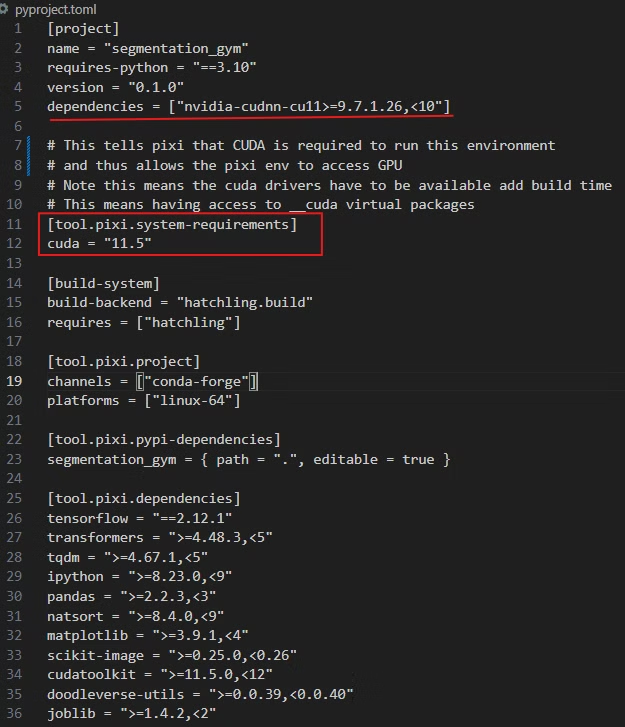 pyproject.toml
1 [project]
2 name = "segmentation_gym"
3 requires-python = "==3.10"
4 version = "0.1.0"
5 dependencies = ["nvidia-cudnn-cu11>=9.7.1.26,<10"]
6
7 # This tells pixi that CUDA is required to run this environment
8 # and thus allows the pixi env to access GPU
9 # Note this means the cuda drivers have to be available add build time
10 # This means having access to __cuda virtual packages
11 [tool.pixi.system-requirements]
12 cuda = "11.5"
13
14 [build-system]
15 build-backend = "hatchling.build"
16 requires = ["hatchling"]
17
18 [tool.pixi.project]
19 channels = ["conda-forge"]
20 platforms = ["linux-64"]
21
22 [tool.pixi.pypi-dependencies]
23 segmentation_gym = { path = ".", editable = true }
24
25 [tool.pixi.dependencies]
26 tensorflow = "==2.12.1"
27 transformers = ">=4.48.3,<5"
28 tqdm = ">=4.67.1,<5"
29 ipython = ">=8.23.0,<9"
30 pandas = ">=2.2.3,<3"
31 natsort = ">=8.4.0,<9"
32 matplotlib = ">=3.9.1,<4"
33 scikit-image = ">=0.25.0,<0.26"
34 cudatoolkit = ">=11.5.0,<12"
35 doodleverse-utils = ">=0.0.39,<0.0.40"
36 joblib = ">=1.4.2,<2"